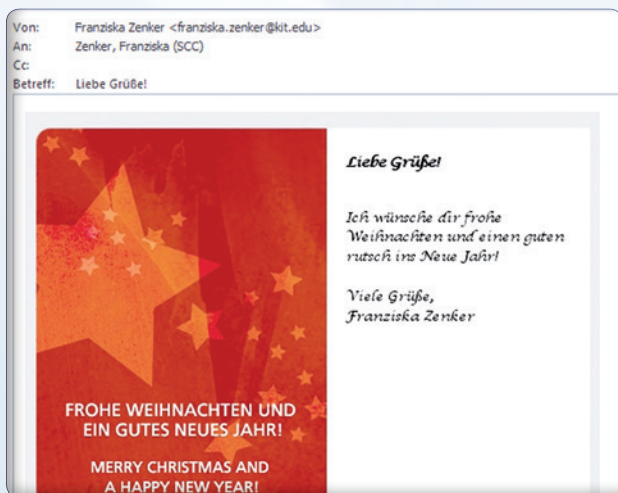 Von: Franziska Zenker <franziska.zenker@kit.edu>
An: Zenker, Franziska (SCC)
Cc:
Betreff: Liebe Grüße!
Liebe Grüße!
Ich wünsche dir frohe
Weihnachten und einen guten
rutsch ins Neue Jahr!
Viele Grüße,
Franziska Zenker
FROHE WEIHNACHTEN UND
EIN GUTES NEUES JAHR!
MERRY CHRISTMAS AND
A HAPPY NEW YEAR!